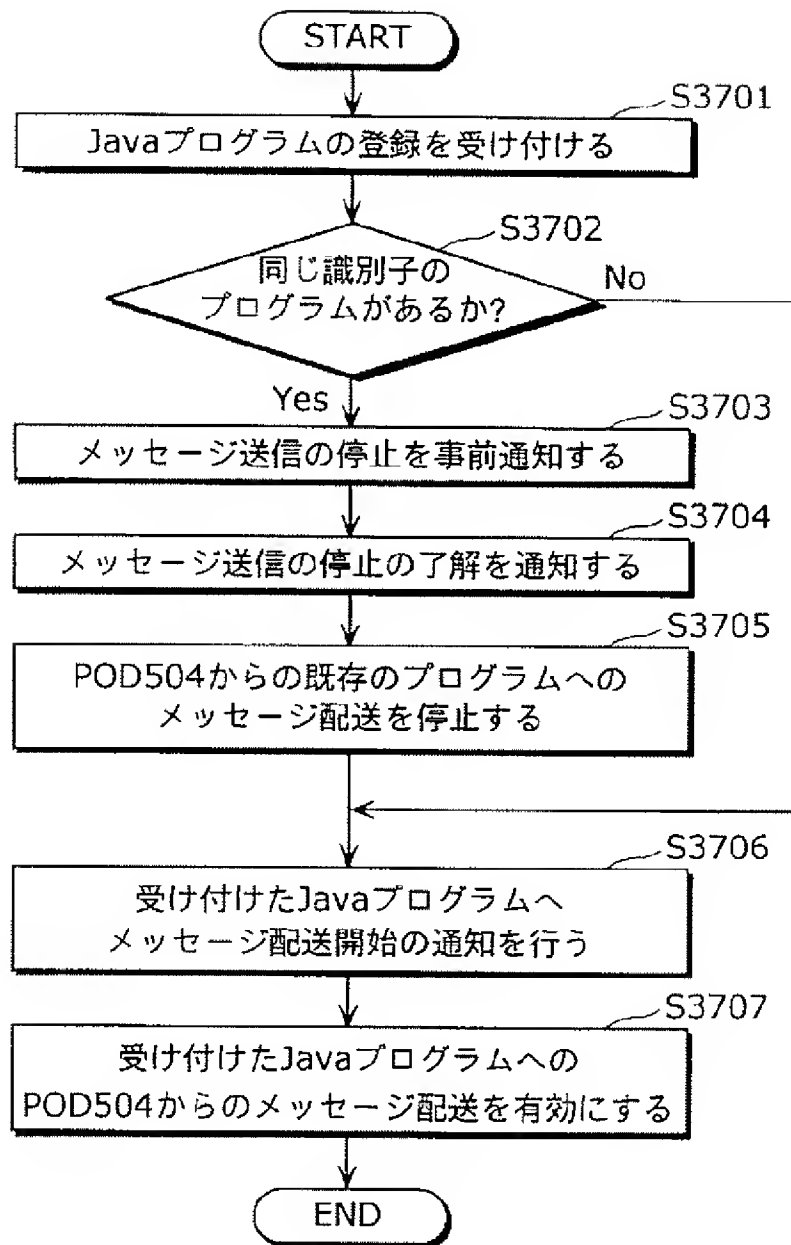 START
S3701
Javaプログラムの登録を受け付ける
S3702
同じ識別子の
プログラムがあるか?
No
Yes
S3703
メッセージ送信の停止を事前通知する
S3704
メッセージ送信の停止の了解を通知する
S3705
POD504からの既存のプログラムへの
メッセージ配送を停止する
S3706
受け付けたJavaプログラムへ
メッセージ配送開始の通知を行う
S3707
受け付けたJavaプログラムへの
POD504からのメッセージ配送を有効にする
END